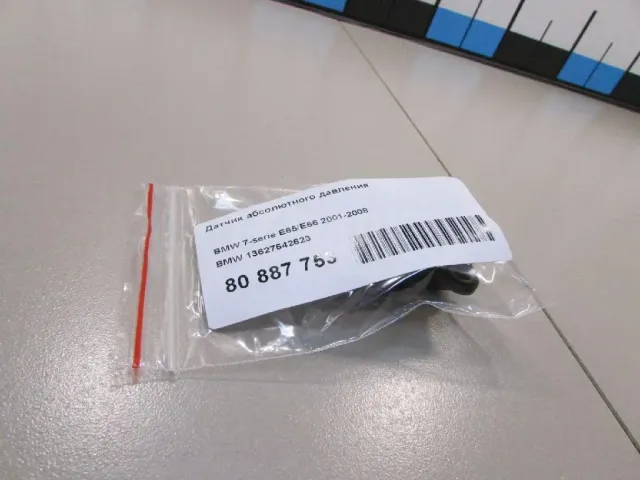 Датчик абсолютного давления
BMW 7-serie E65/E66 2001-2008
BMW 13627542623
80 887 753